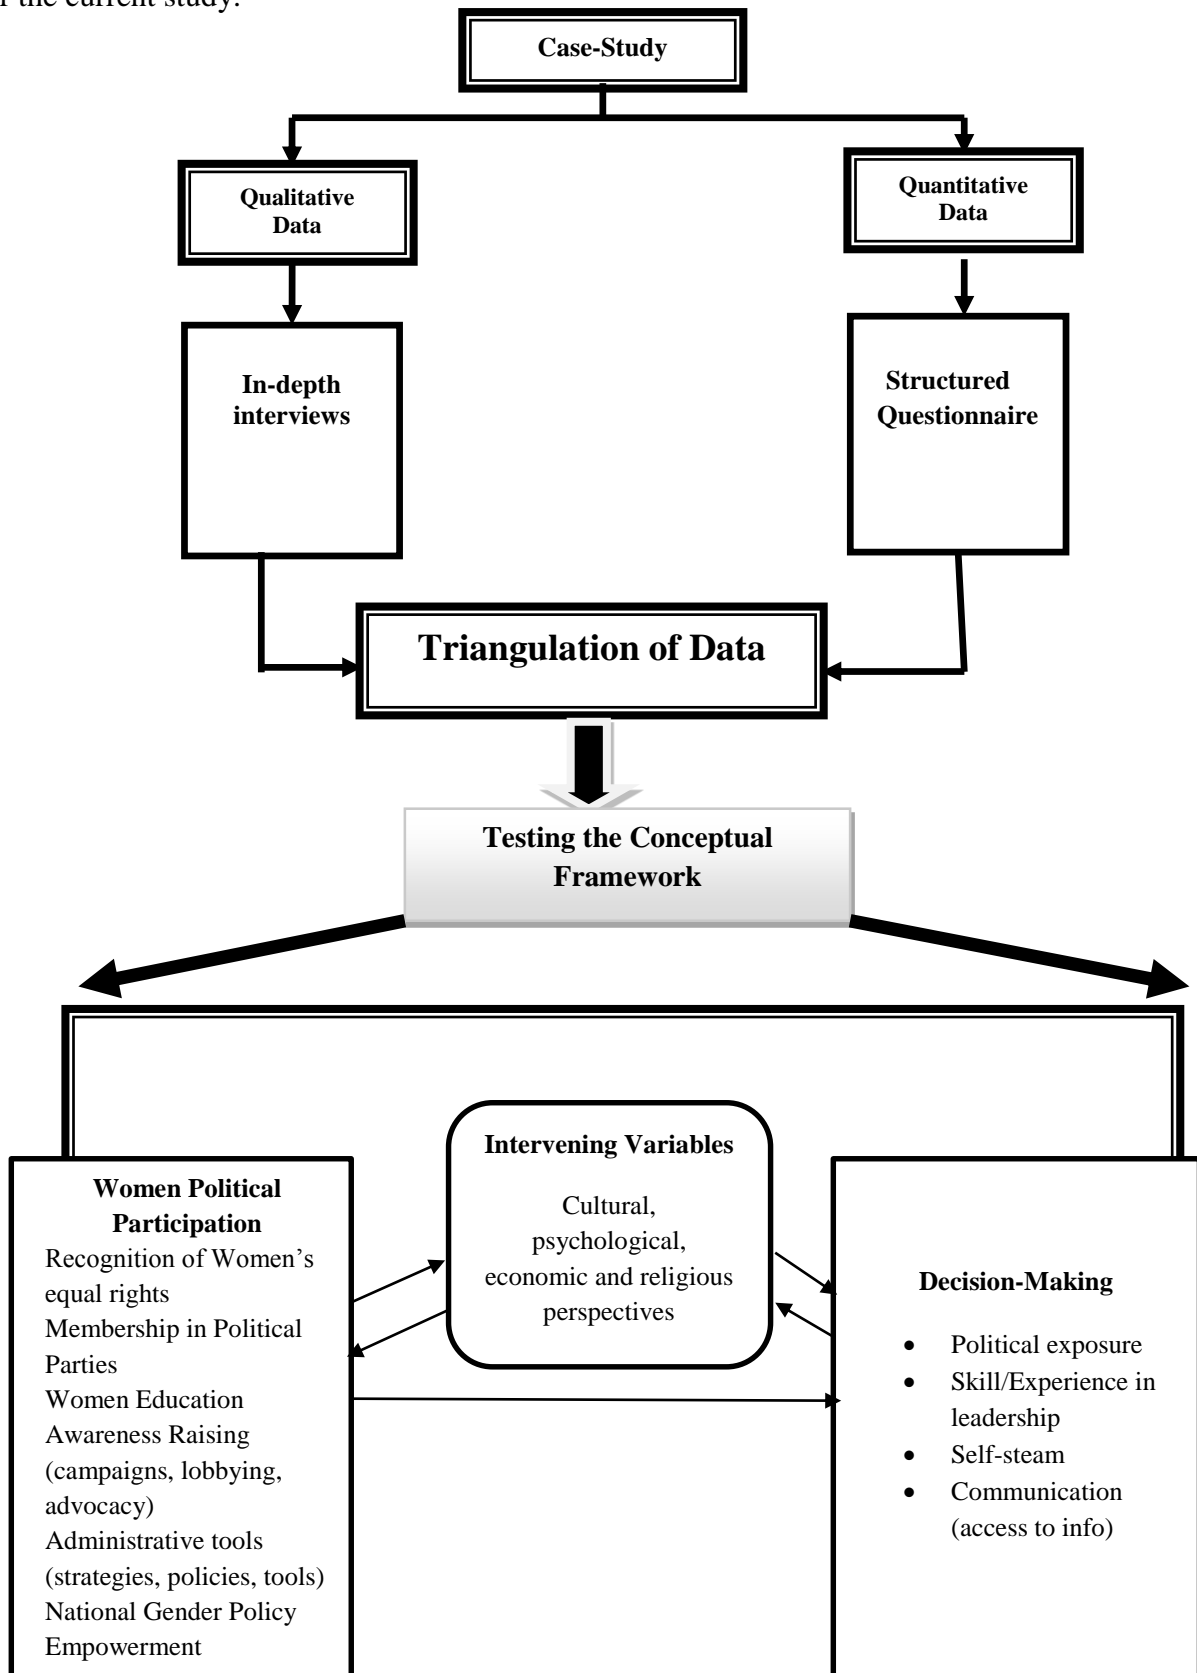 the current study.
Case-Study
Qualitative
Data
Quantitative
Data
In-depth
interviews
Structured
Questionnaire
Triangulation of Data
Testing the Conceptual
Framework
Intervening Variables
Cultural,
psychological,
economic and religious
perspectives
Women Political
Participation
Recognition of Women’s
equal rights
Membership in Political
Parties
Women Education
Awareness Raising
(campaigns, lobbying,
advocacy)
Administrative tools
(strategies, policies, tools)
National Gender Policy
Empowerment
Decision-Making
• Political exposure
• Skill/Experience in
leadership
• Self-steam
• Communication
(access to info)